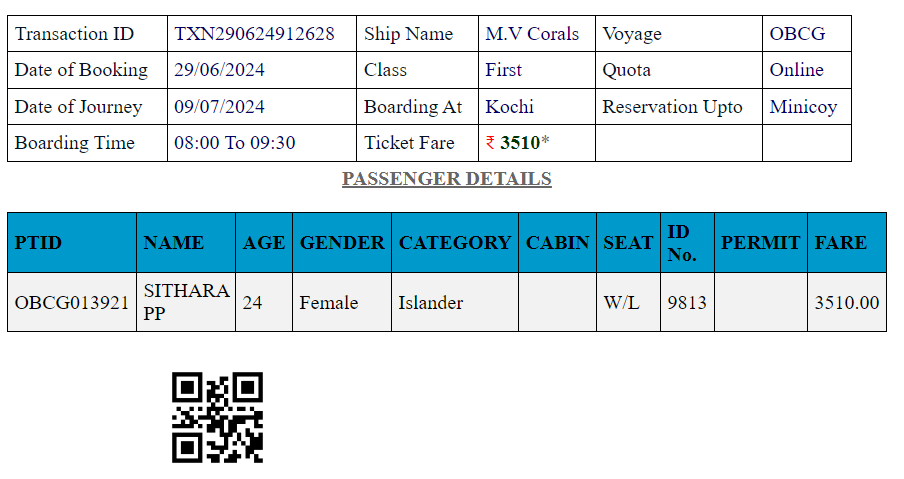 Transaction ID TXN290624912628 Ship Name M.V Corals Voyage OBCG
Date of Booking 29/06/2024 Class First Quota Online
Date of Journey 09/07/2024 Boarding At Kochi Reservation Upto Minicoy
Boarding Time 08:00 To 09:30 Ticket Fare ₹ 3510*
PASSENGER DETAILS
PTID NAME AGE GENDER CATEGORY CABIN SEAT ID No. PERMIT FARE
OBCG013921 SITHARA PP 24 Female Islander W/L 9813 3510.00